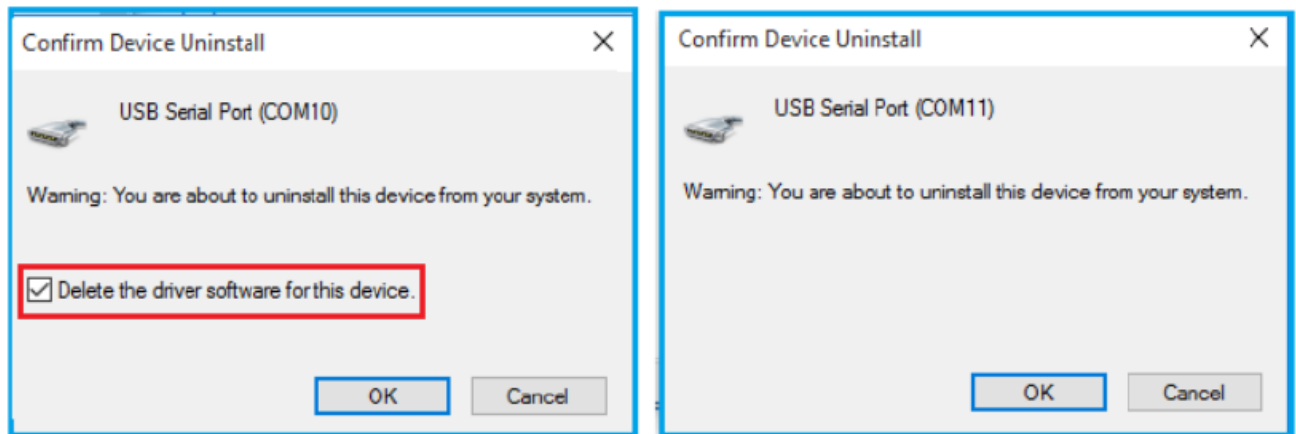 Confirm Device Uninstall
USB Serial Port (COM10)
Warning: You are about to uninstall this device from your system.
Delete the driver software for this device.
OK Cancel
Confirm Device Uninstall
USB Serial Port (COM11)
Warning: You are about to uninstall this device from your system.
OK Cancel